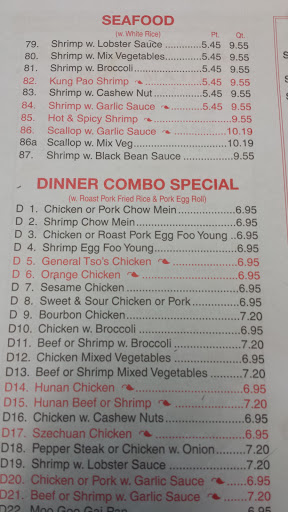 SEAFOOD
(w. White Rice) Pt. Qt.
79. Shrimp w. Lobster Sauce ............. 5.45 9.55
80. Shrimp w. Mix Vegetables............. 5.45 9.55
81. Shrimp w. Broccoli ...................... 5.45 9.55
82. Kung Pao Shrimp ...................... 5.45 9.55
83. Shrimp w. Cashew Nut .............. 5.45 9.55
84. Shrimp w. Garlic Sauce .............. 5.45 9.55
85. Hot & Spicy Shrimp .......................... 9.55
86. Scallop w. Garlic Sauce .................... 10.19
86a Scallop w. Mix Veg............................ 10.19
87. Shrimp w. Black Bean Sauce ............... 9.55
DINNER COMBO SPECIAL
(w. Roast Pork Fried Rice & Pork Egg Roll)
D 1. Chicken or Pork Chow Mein............... 6.95
D 2. Shrimp Chow Mein............................ 6.95
D 3. Chicken or Roast Pork Egg Foo Young .. 6.95
D 4. Shrimp Egg Foo Young....................... 6.95
D 5. General Tso's Chicken ...................... 6.95
D 6. Orange Chicken ............................... 6.95
D 7. Sesame Chicken............................... 6.95
D 8. Sweet & Sour Chicken or Pork............ 6.95
D 9. Bourbon Chicken.............................. 7.20
D10. Chicken w. Broccoli .......................... 6.95
D11. Beef or Shrimp w. Broccoli ................ 7.20
D12. Chicken Mixed Vegetables ................ 6.95
D13. Beef or Shrimp Mixed Vegetables ....... 7.20
D14. Hunan Chicken ................................ 6.95
D15. Hunan Beef or Shrimp ...................... 7.20
D16. Chicken w. Cashew Nuts................... 6.95
D17. Szechuan Chicken ........................... 6.95
D18. Pepper Steak or Chicken w. Onion....... 7.20
D19. Shrimp w. Lobster Sauce................... 7.20
D20. Chicken or Pork w. Garlic Sauce ........ 6.95
D21. Beef or Shrimp w. Garlic Sauce ......... 7.20
D22. Moo Goo Gai Pan